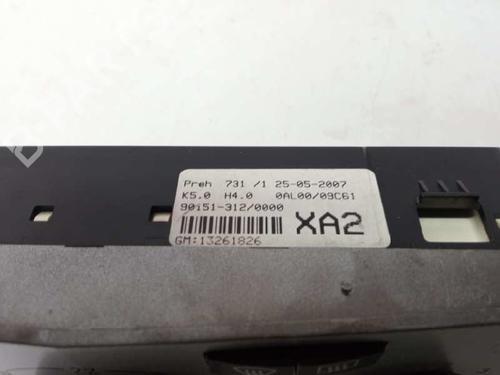 Preh 731 /1 25-05-2007
K5.0 H4.0 0AL00/09C61
90151-312/0000
XA2
GM:13261826